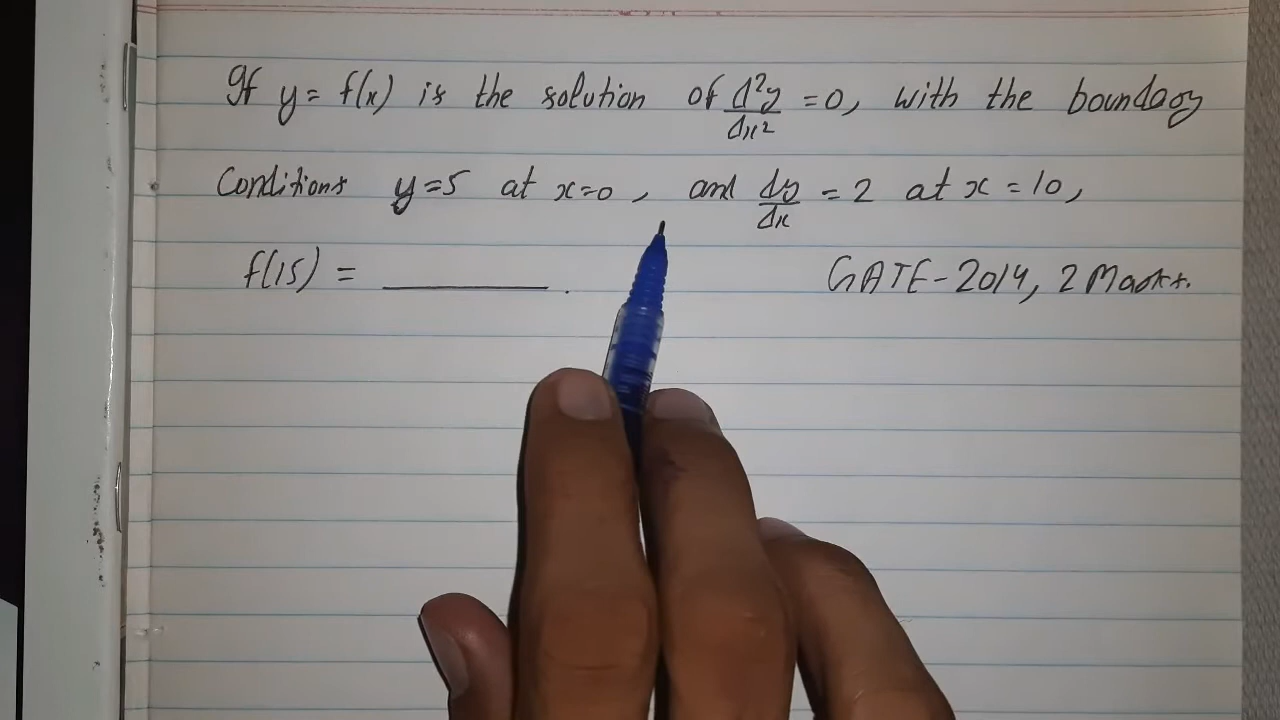 If y = f(x) is the solution of d²y/dx² = 0, with the boundary
Conditions y=5 at x=0, and dy/dx = 2 at x = 10,
f(15) = ________ . GATE-2014, 2 Marks.